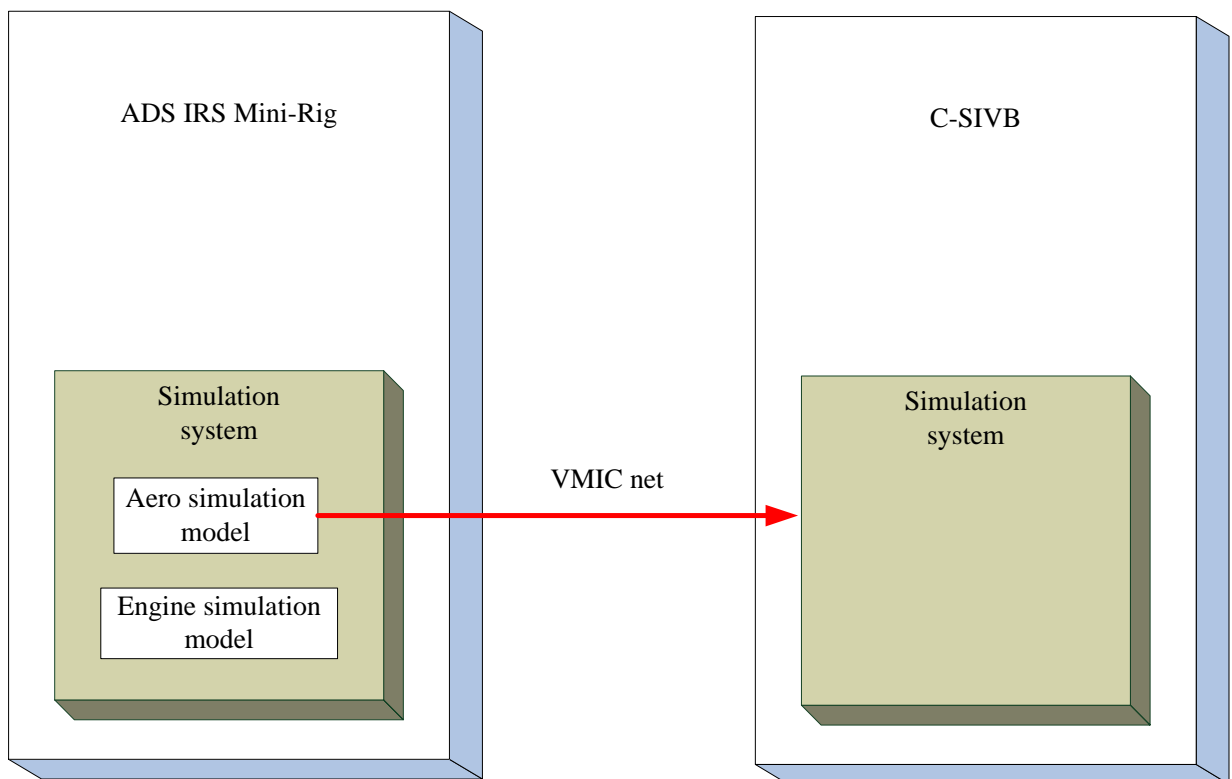 ADS IRS Mini-Rig
C-SIVB
Simulation
system
Simulation
system
VMIC net
Aero simulation
model
Engine simulation
model